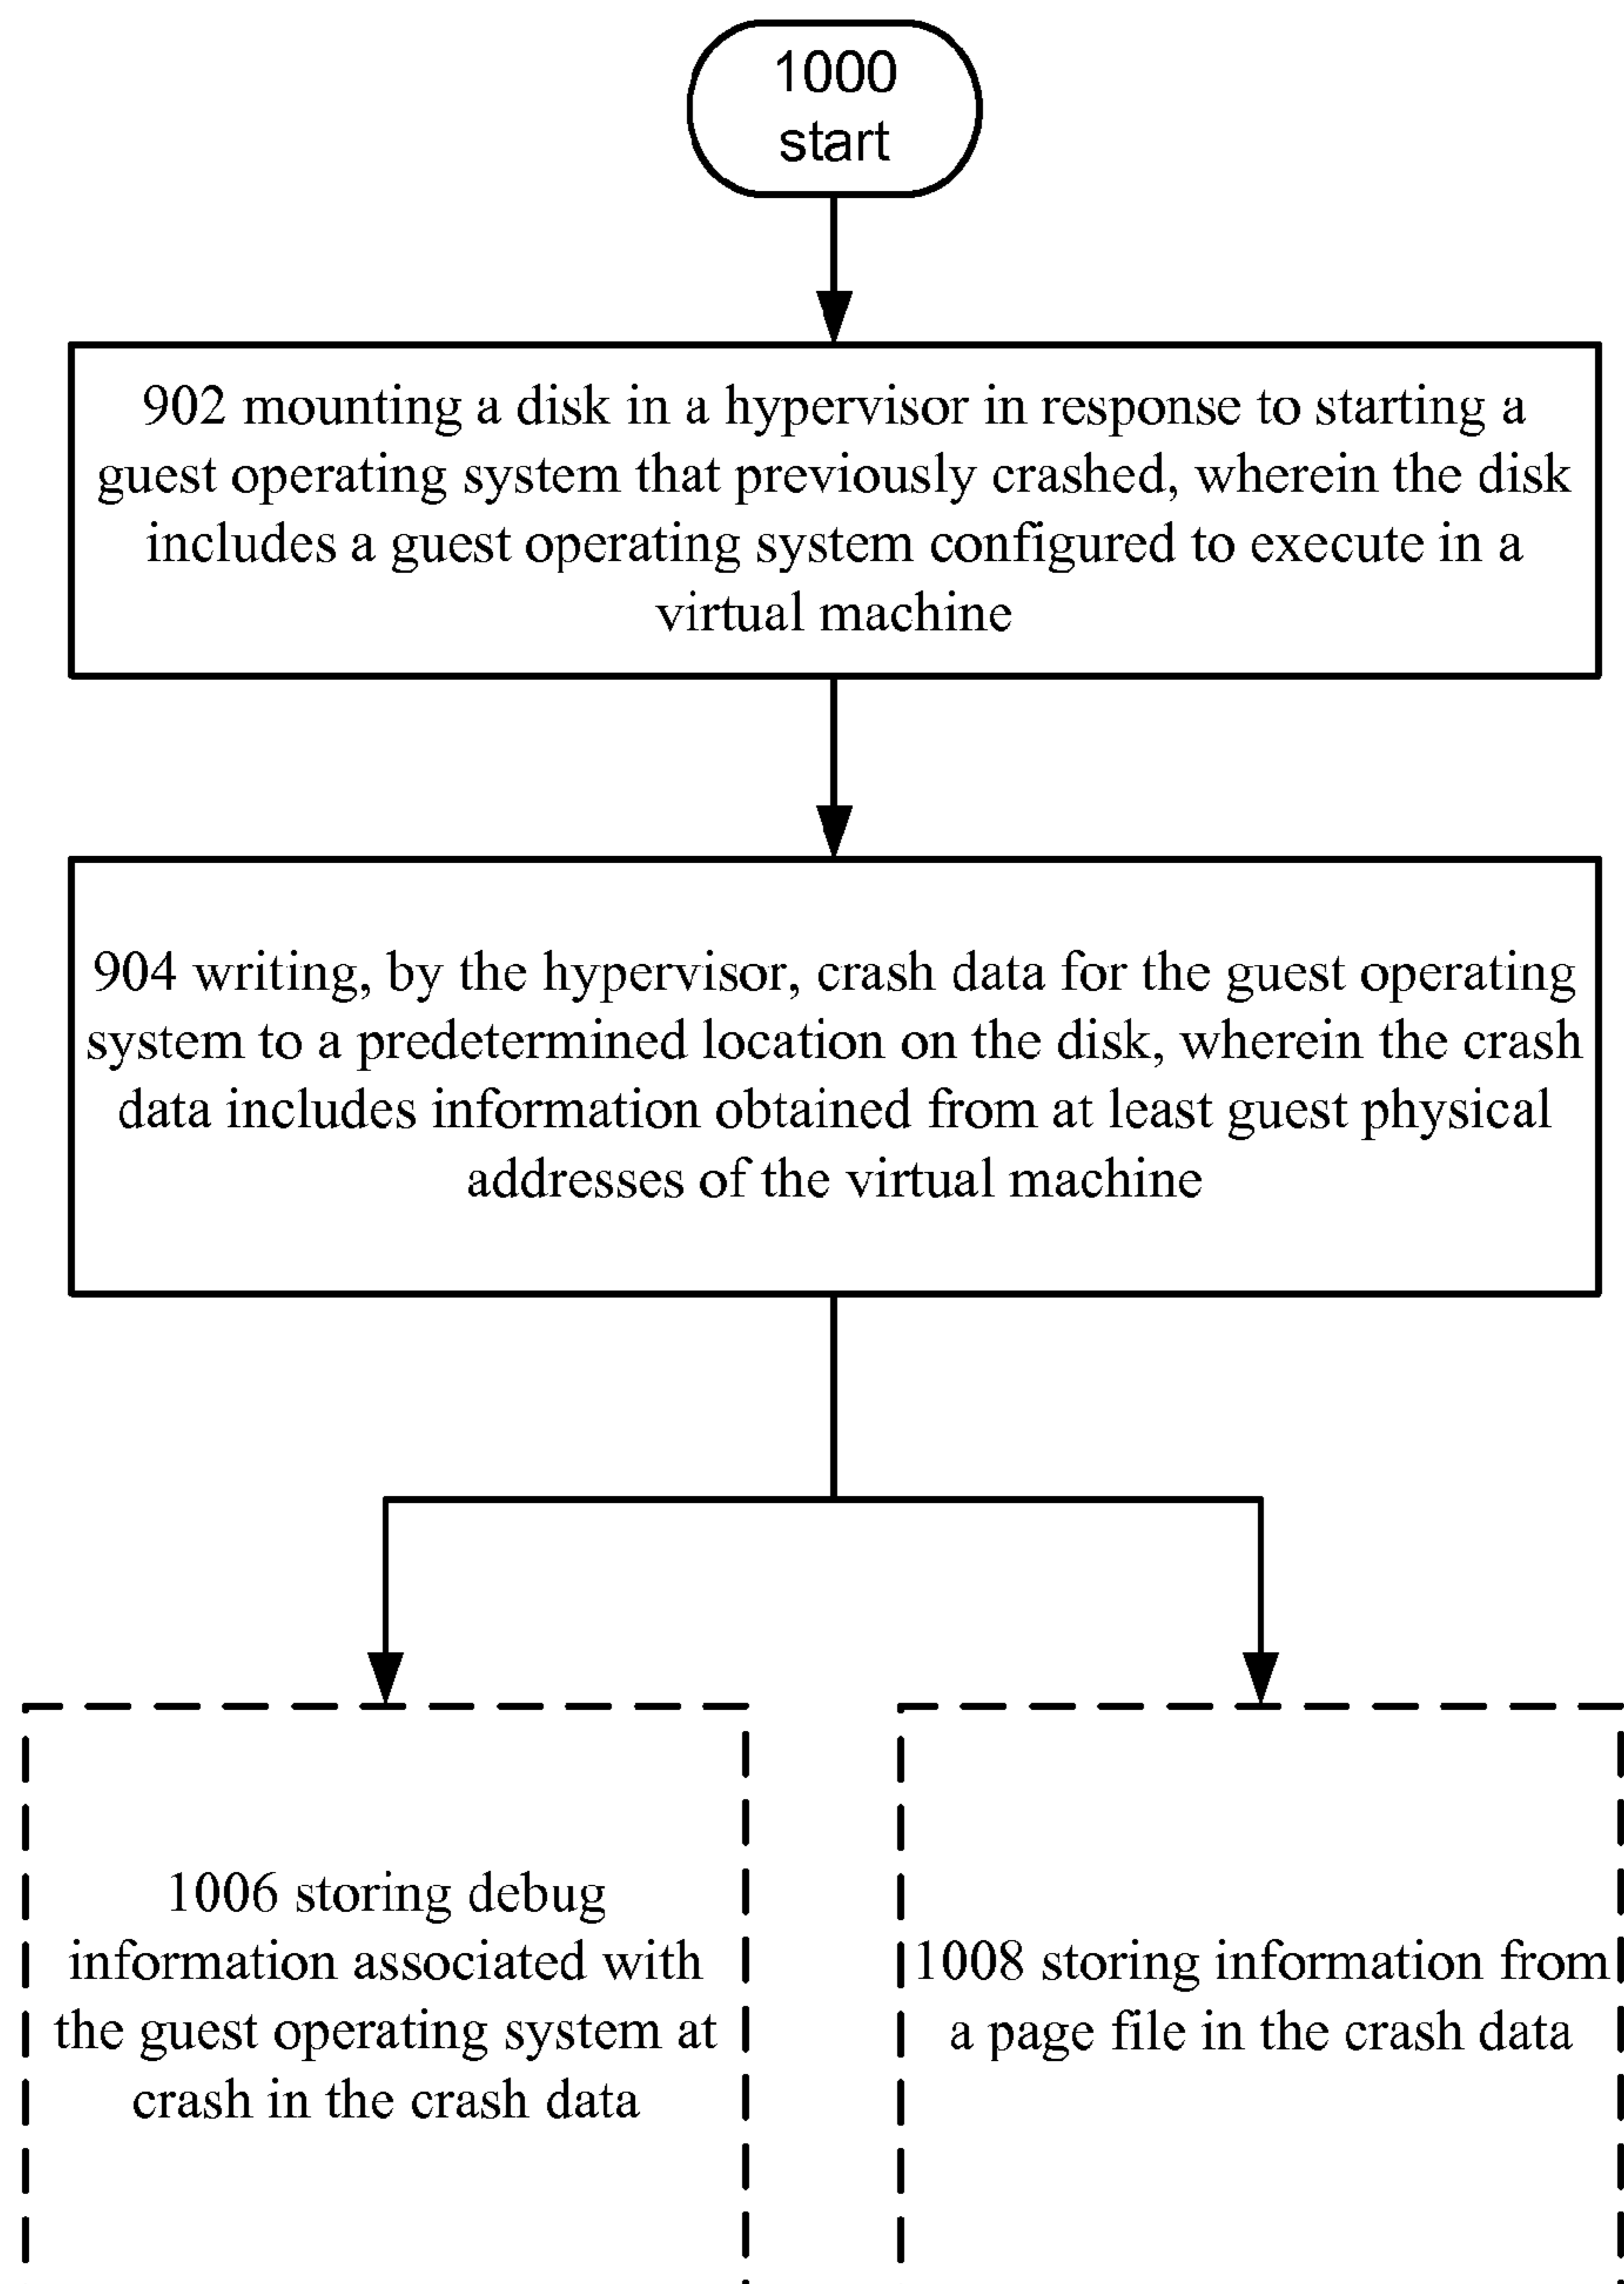 1000
start
902 mounting a disk in a hypervisor in response to starting a
guest operating system that previously crashed, wherein the disk
includes a guest operating system configured to execute in a
virtual machine
904 writing, by the hypervisor, crash data for the guest operating
system to a predetermined location on the disk, wherein the crash
data includes information obtained from at least guest physical
addresses of the virtual machine
1006 storing debug
information associated with
the guest operating system at
crash in the crash data
1008 storing information from
a page file in the crash data